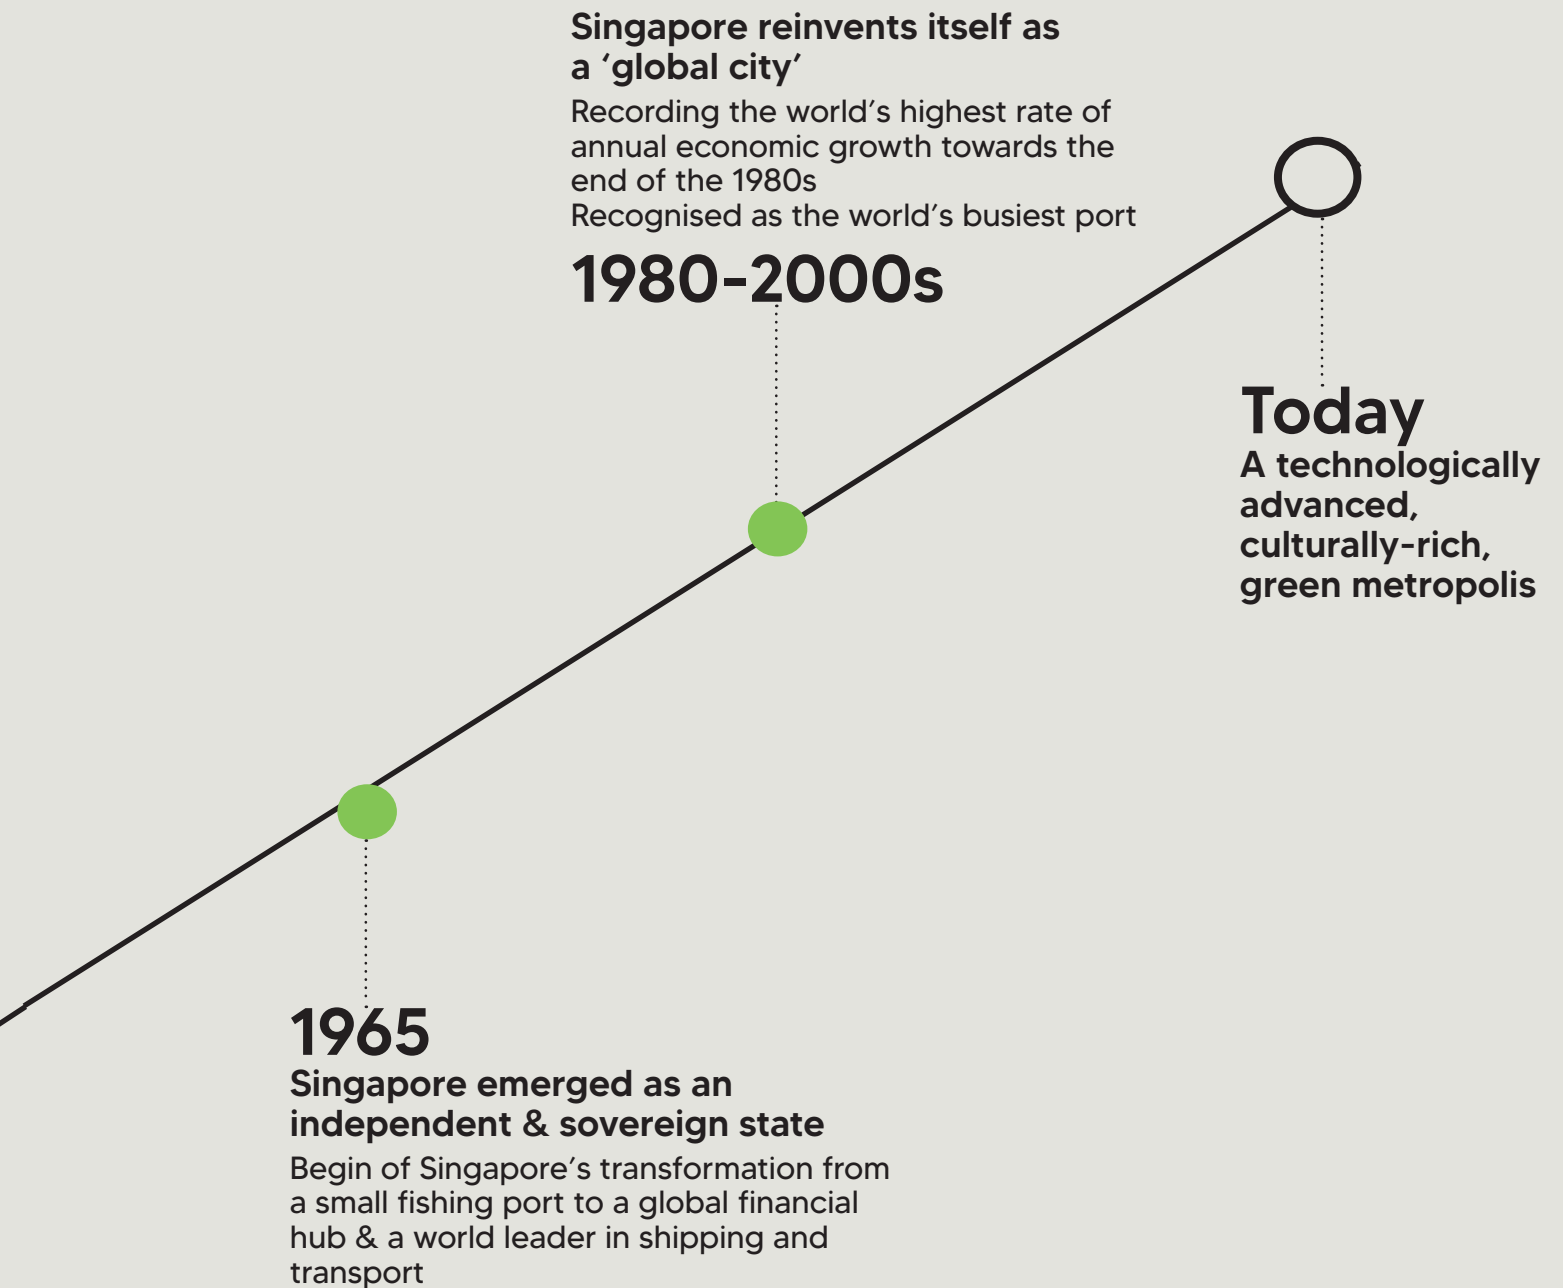 Singapore reinvents itself as
a ‘global city’
Recording the world’s highest rate of
annual economic growth towards the
end of the 1980s
Recognised as the world’s busiest port
1980-2000s
Today
A technologically
advanced,
culturally-rich,
green metropolis
1965
Singapore emerged as an
independent & sovereign state
Begin of Singapore’s transformation from
a small fishing port to a global financial
hub & a world leader in shipping and
transport